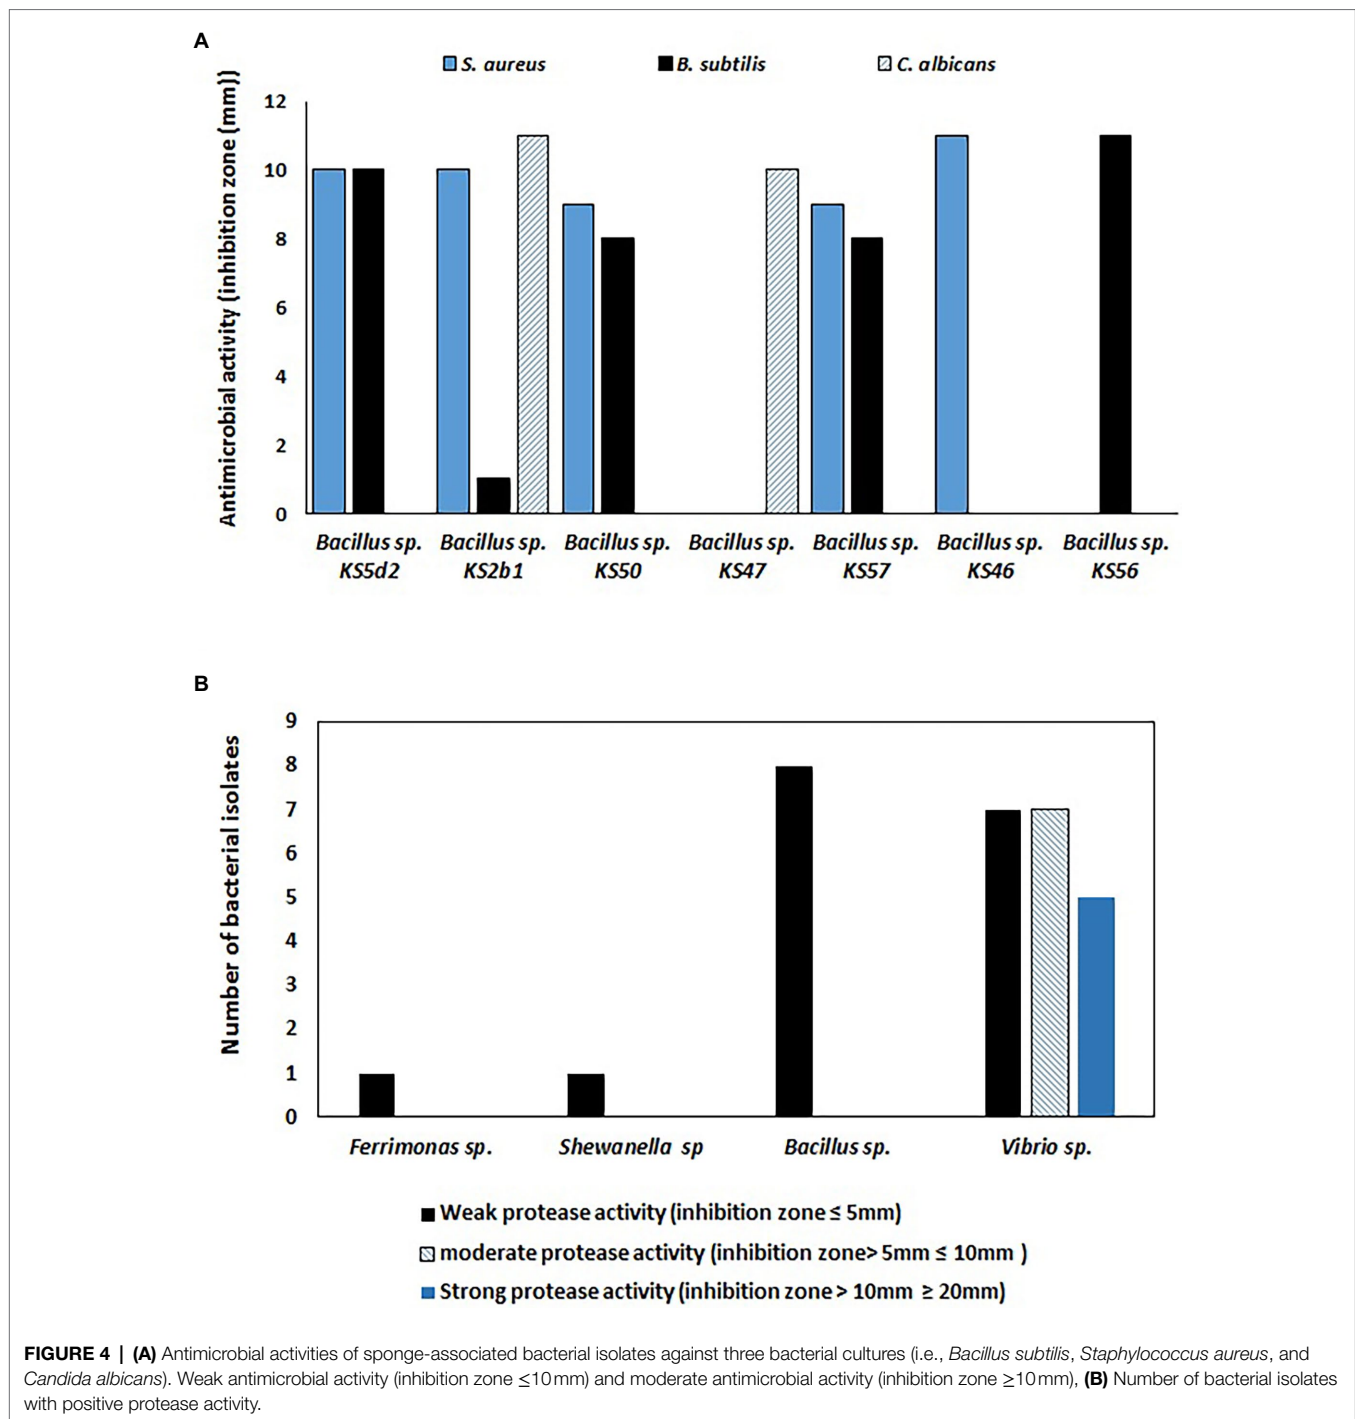 A
S. aureus B. subtilis C. albicans
Antimicrobial activity (inhibition zone (mm))
12
10
8
6
4
2
0
Bacillus sp. Bacillus sp. Bacillus sp. Bacillus sp. Bacillus sp. Bacillus sp. Bacillus sp.
KS5d2 KS2b1 KS50 KS47 KS57 KS46 KS56
B
Number of bacterial isolates
9
8
7
6
5
4
3
2
1
0
Ferrimonas sp. Shewanella sp Bacillus sp. Vibrio sp.
Weak protease activity (inhibition zone ≤ 5mm)
moderate protease activity (inhibition zone> 5mm ≤ 10mm )
Strong protease activity (inhibition zone > 10mm ≥ 20mm)
FIGURE 4 | (A) Antimicrobial activities of sponge-associated bacterial isolates against three bacterial cultures (i.e., Bacillus subtilis, Staphylococcus aureus, and
Candida albicans). Weak antimicrobial activity (inhibition zone ≤10 mm) and moderate antimicrobial activity (inhibition zone ≥10 mm), (B) Number of bacterial isolates
with positive protease activity.